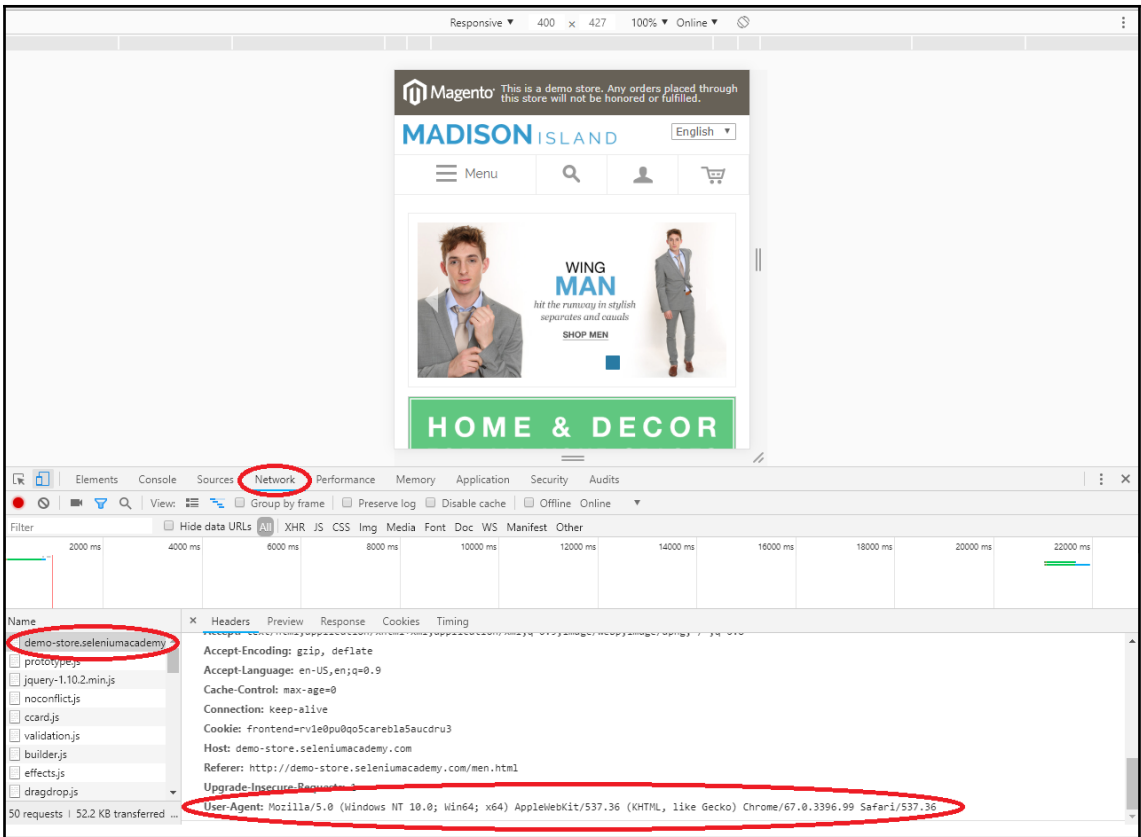 Responsive ▼ 400 x 427 100% ▼ Online ▼
Magento® This is a demo store. Any orders placed through
this store will not be honored or fulfilled.
MADISON ISLAND English ▼
Menu
WING
MAN
hit the runway in stylish
separates and cauals
SHOP MEN
HOME & DECOR
Elements Console Sources Network Performance Memory Application Security Audits
View: Group by frame Preserve log Disable cache Offline Online ▼
Filter Hide data URLs All XHR JS CSS Img Media Font Doc WS Manifest Other
2000 ms 4000 ms 6000 ms 8000 ms 10000 ms 12000 ms 14000 ms 16000 ms 18000 ms 20000 ms 22000 ms
Name × Headers Preview Response Cookies Timing
demo-store.seleniumacademy
prototype.js
jquery-1.10.2.min.js
noconflict.js
ccard.js
validation.js
builder.js
effects.js
dragdrop.js
50 requests | 52.2 KB transferred ...
Accept-Encoding: gzip, deflate
Accept-Language: en-US,en;q=0.9
Cache-Control: max-age=0
Connection: keep-alive
Cookie: frontend=rv1e0pu0qo5carebla5aucdru3
Host: demo-store.seleniumacademy.com
Referer: http://demo-store.seleniumacademy.com/men.html
Upgrade-Insecure-Requests: 1
User-Agent: Mozilla/5.0 (Windows NT 10.0; Win64; x64) AppleWebKit/537.36 (KHTML, like Gecko) Chrome/67.0.3396.99 Safari/537.36